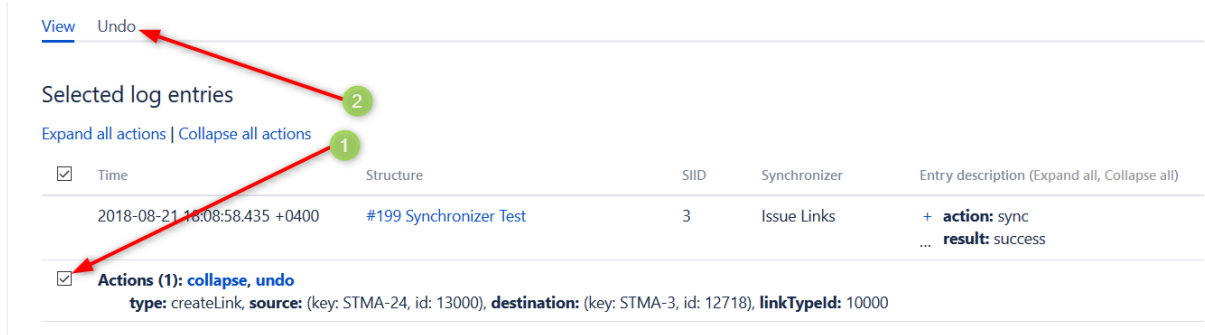 View Undo
2
Selected log entries
Expand all actions | Collapse all actions
1
Time Structure SIID Synchronizer Entry description (Expand all, Collapse all)
2018-08-21 18:08:58.435 +0400 #199 Synchronizer Test 3 Issue Links + action: sync
... result: success
Actions (1): collapse, undo
type: createLink, source: (key: STMA-24, id: 13000), destination: (key: STMA-3, id: 12718), linkTypeId: 10000